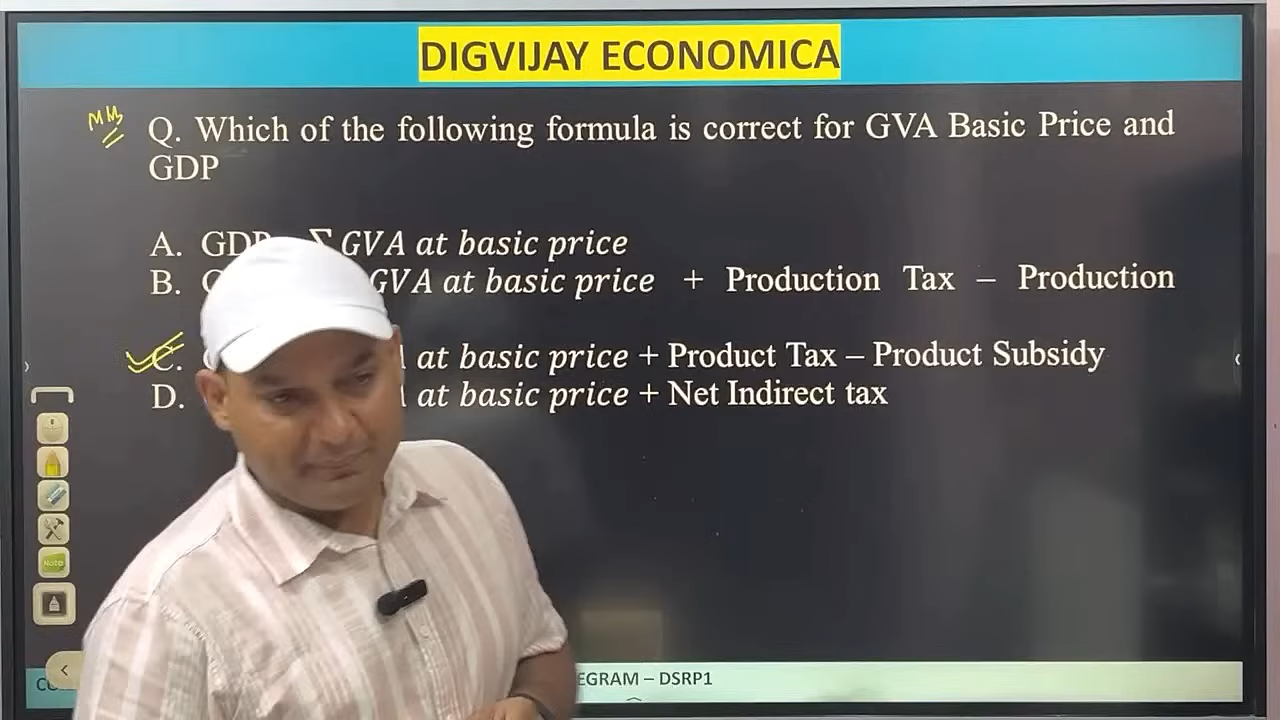 DIGVIJAY ECONOMICA
MM
Q. Which of the following formula is correct for GVA Basic Price and
GDP
A. GDP ∑ GVA at basic price
B. GVA at basic price + Production Tax – Production
C. at basic price + Product Tax – Product Subsidy
D. at basic price + Net Indirect tax
Note
EGRAM – DSRP1